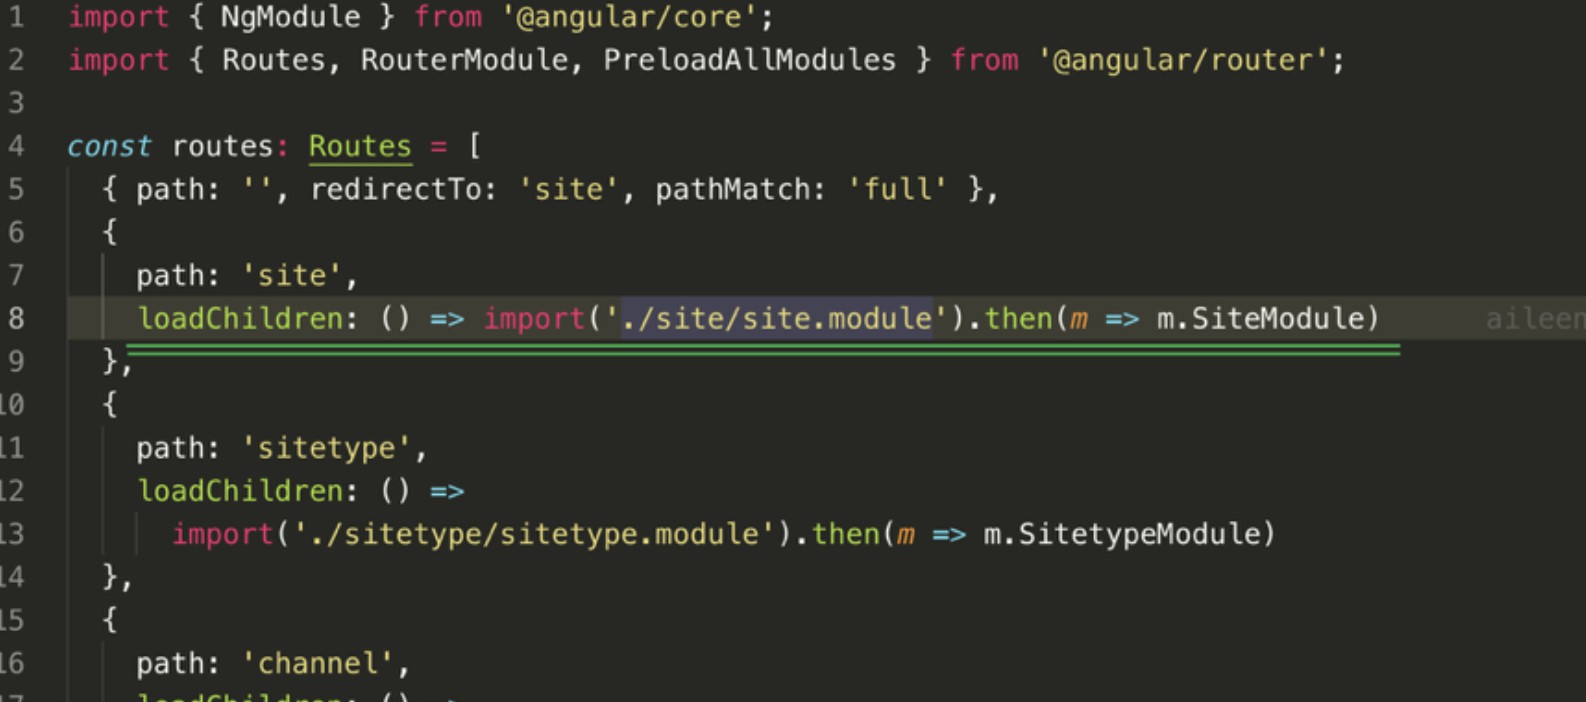 1 import { NgModule } from '@angular/core';
2 import { Routes, RouterModule, PreloadAllModules } from '@angular/router';
3
4 const routes: Routes = [
5 { path: '', redirectTo: 'site', pathMatch: 'full' },
6 {
7 path: 'site',
8 loadChildren: () => import('./site/site.module').then(m => m.SiteModule) aileen
9 },
10 {
11 path: 'sitetype',
12 loadChildren: () =>
13 import('./sitetype/sitetype.module').then(m => m.SitetypeModule)
14 },
15 {
16 path: 'channel',
17 loadChildren: () =>